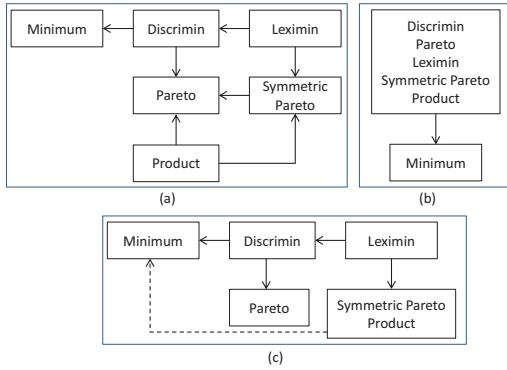 Minimum
Discrimin
Leximin
Pareto
Symmetric
Pareto
Product
(a)
Discrimin
Pareto
Leximin
Symmetric Pareto
Product
Minimum
(b)
Minimum
Discrimin
Leximin
Pareto
Symmetric Pareto
Product
(c)